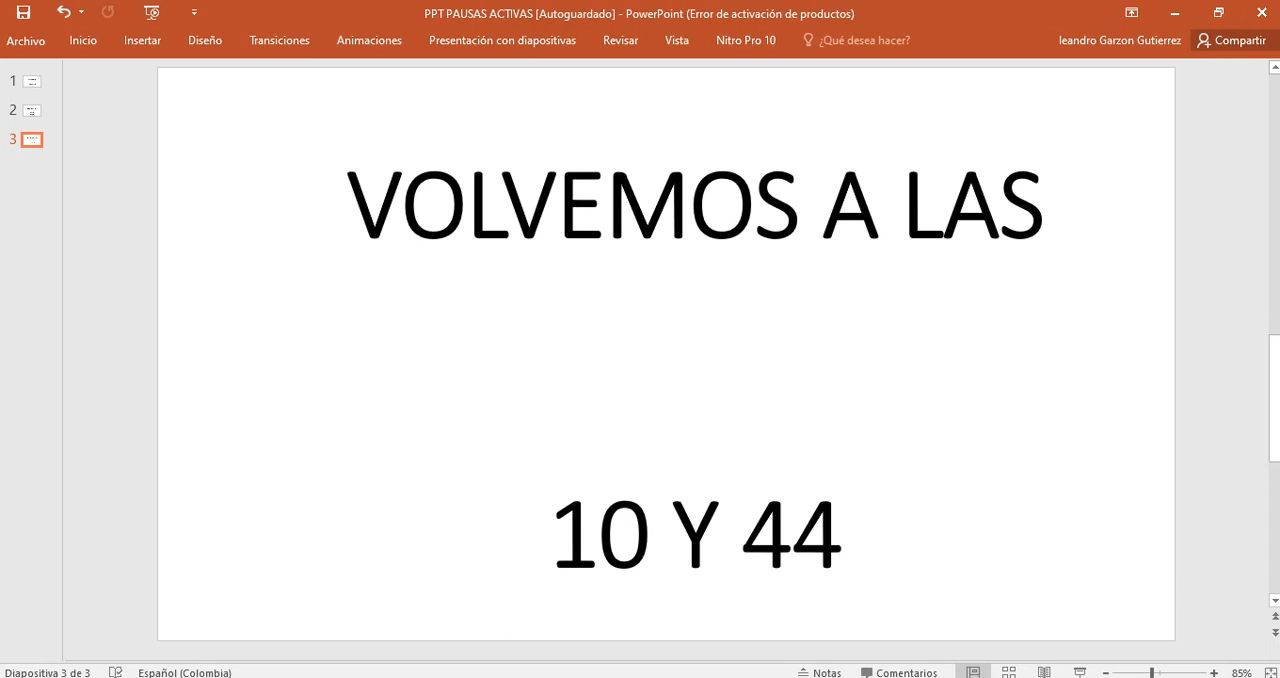 PPT PAUSAS ACTIVAS [Autoguardado] - PowerPoint (Error de activación de productos)
Archivo Inicio Insertar Diseño Transiciones Animaciones Presentación con diapositivas Revisar Vista Nitro Pro 10 ¿Qué desea hacer? leandro Garzon Gutierrez Compartir
1
2
3
VOLVEMOS A LAS
10 Y 44
Diapositiva 3 de 3 Español (Colombia) Notas Comentarios 85%